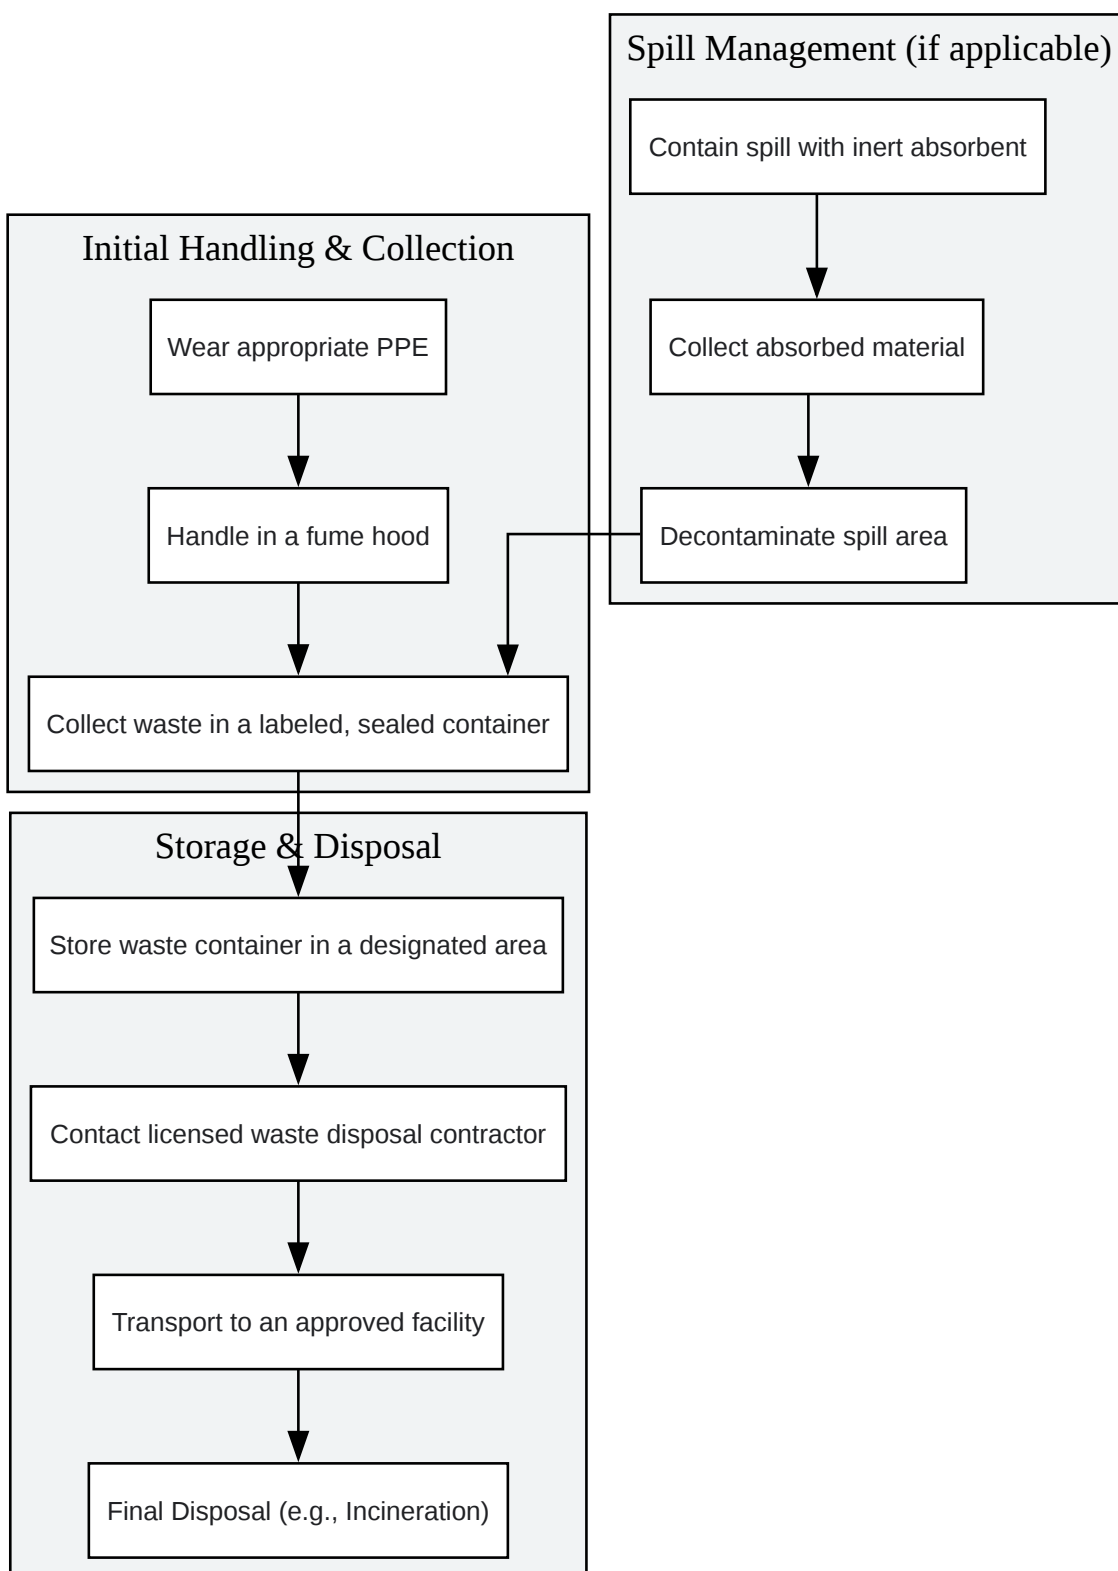 Spill Management (if applicable)
Contain spill with inert absorbent
Collect absorbed material
Decontaminate spill area
Initial Handling & Collection
Wear appropriate PPE
Handle in a fume hood
Collect waste in a labeled, sealed container
Storage & Disposal
Store waste container in a designated area
Contact licensed waste disposal contractor
Transport to an approved facility
Final Disposal (e.g., Incineration)